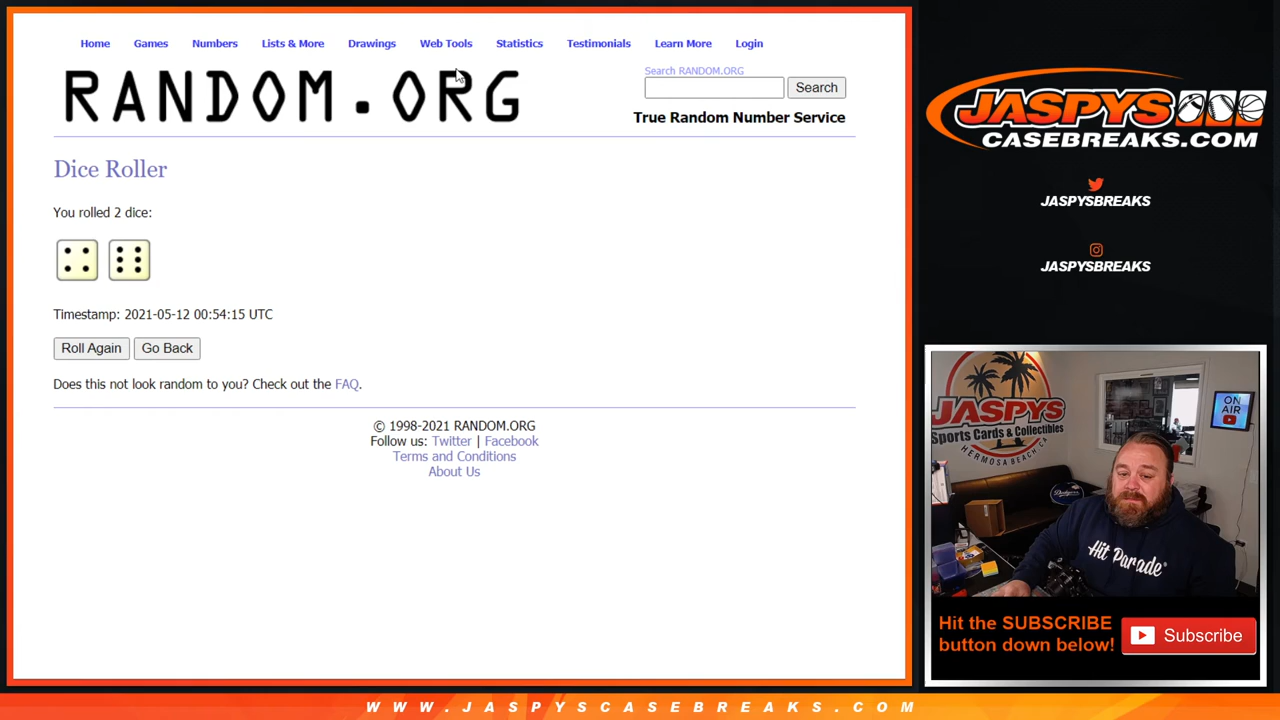 Home Games Numbers Lists & More Drawings Web Tools Statistics Testimonials Learn More Login
RANDOM.ORG
Search RANDOM.ORG
Search
True Random Number Service
Dice Roller
You rolled 2 dice:
Timestamp: 2021-05-12 00:54:15 UTC
Roll Again Go Back
Does this not look random to you? Check out the FAQ.
© 1998-2021 RANDOM.ORG
Follow us: Twitter | Facebook
Terms and Conditions
About Us
JASPYS
CASEBREAKS.COM
JASPYSBREAKS
JASPYSBREAKS
JASPYS
Sports Cards & Collectibles
HERMOSA BEACH, CA
ON
AIR
Dodgers
Hit Parade
Hit the SUBSCRIBE
button down below!
Subscribe
WWW.JASPYSCASEBREAKS.COM